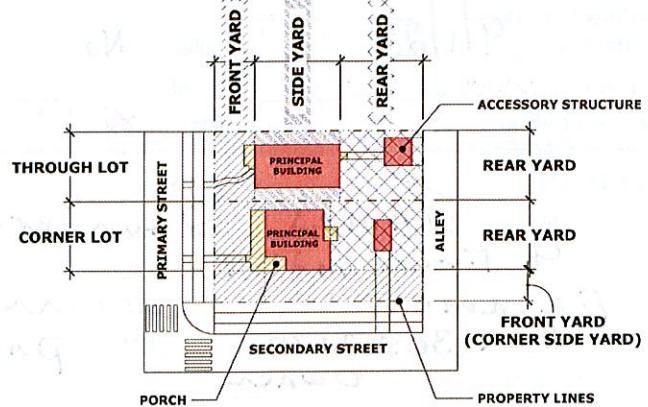 FRONT YARD
SIDE YARD
REAR YARD
ACCESSORY STRUCTURE
THROUGH LOT
PRINCIPAL
BUILDING
REAR YARD
PRIMARY STREET
CORNER LOT
PRINCIPAL
BUILDING
ALLEY
REAR YARD
FRONT YARD
(CORNER SIDE YARD)
SECONDARY STREET
PORCH
PROPERTY LINES